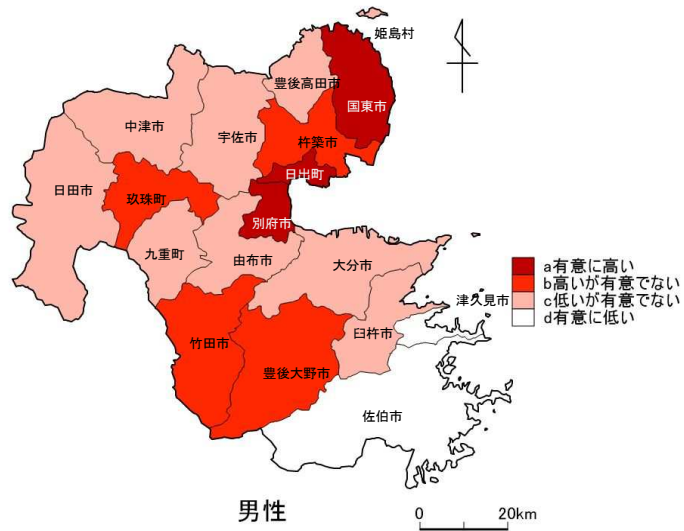 姫島村
豊後高田市
国東市
中津市
宇佐市
杵築市
日出町
日田市
玖珠町
別府市
九重町
由布市
大分市
a有意に高い
b高いが有意でない
c低いが有意でない
d有意に低い
津久見市
臼杵市
竹田市
豊後大野市
佐伯市
男性
0 20km